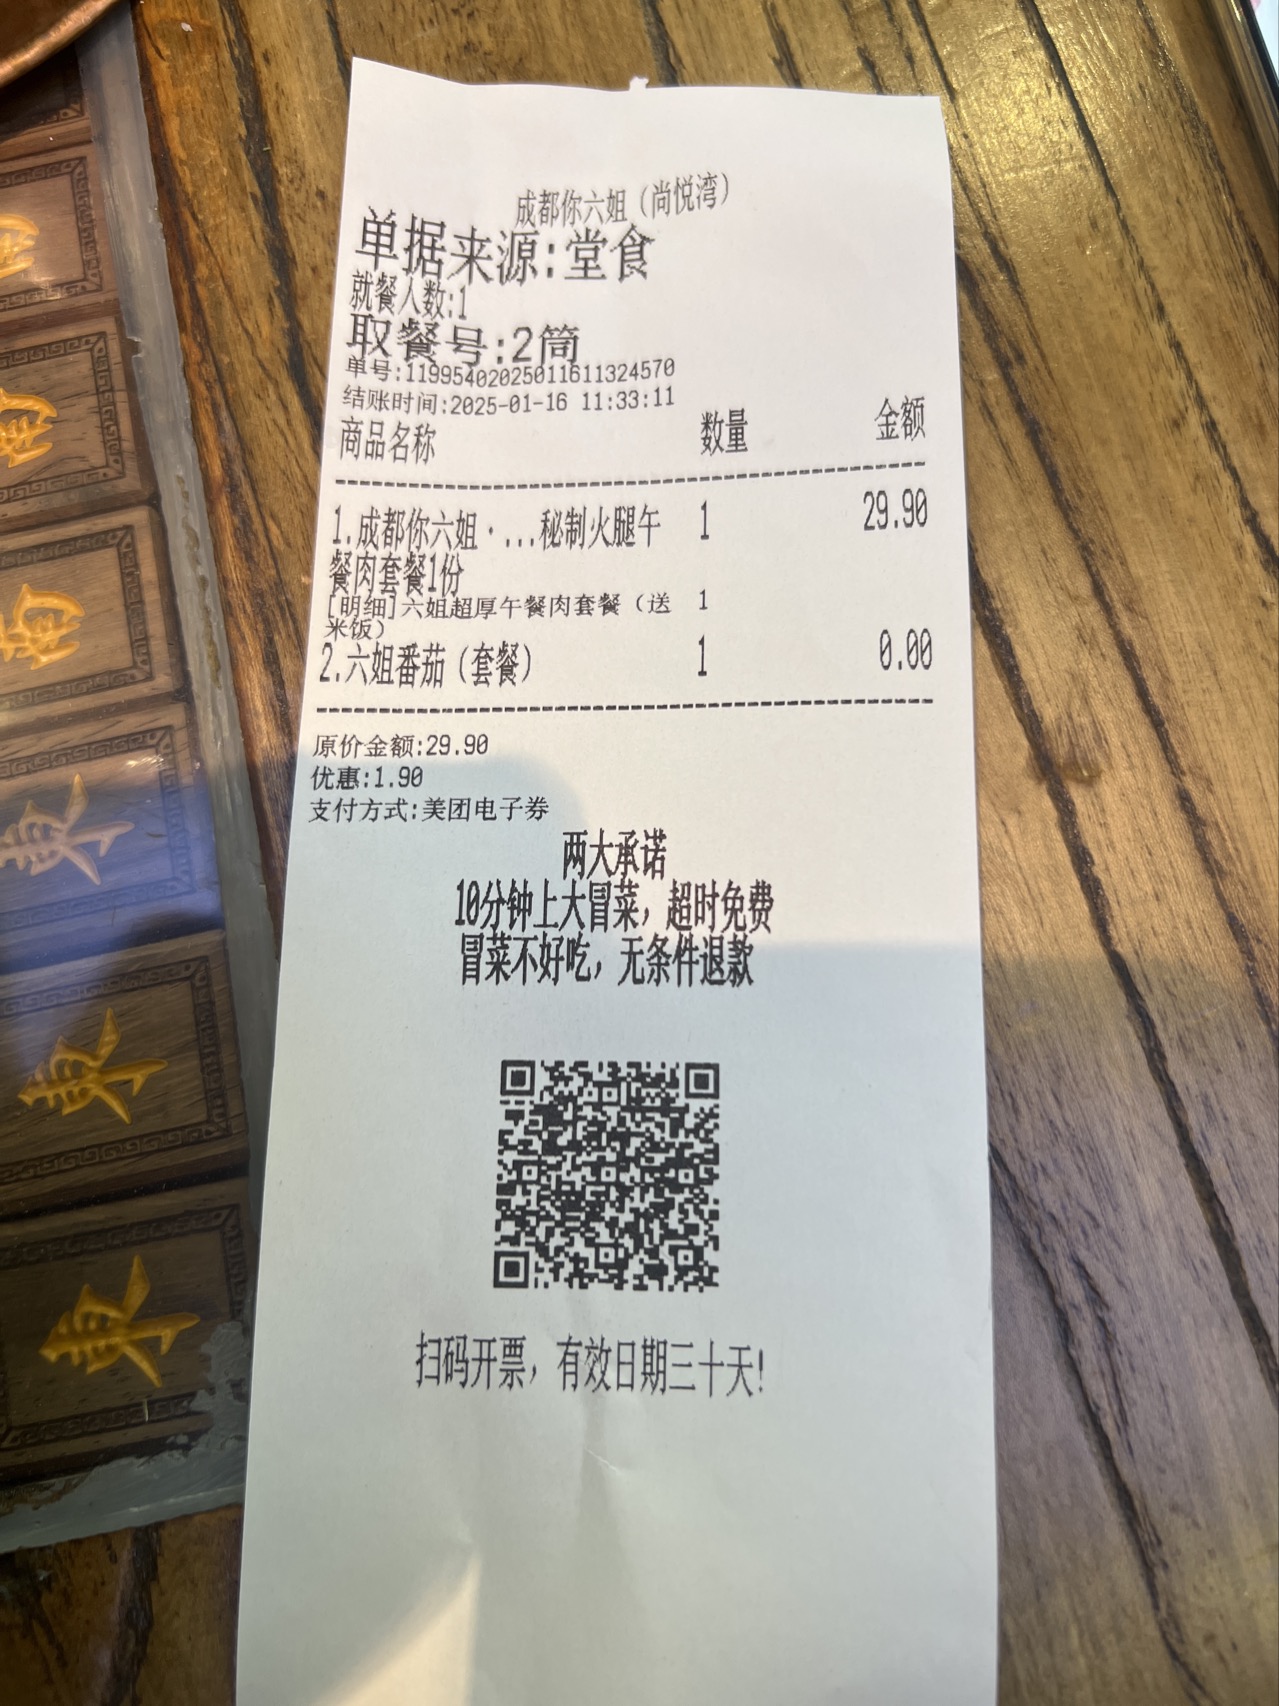 成都你六姐（尚悦湾）
单据来源:堂食
就餐人数:1
取餐号:2筒
单号:11995402025011611324570
结账时间:2025-01-16 11:33:11
商品名称 数量 金额
1.成都你六姐·...秘制火腿午 1 29.90
餐肉套餐1份
[明细]六姐超厚午餐肉套餐（送 1
米饭）
2.六姐番茄（套餐） 1 0.00
原价金额:29.90
优惠:1.90
支付方式:美团电子券
两大承诺
10分钟上大冒菜，超时免费
冒菜不好吃，无条件退款
扫码开票，有效日期三十天!
南
南
南
東
東
東